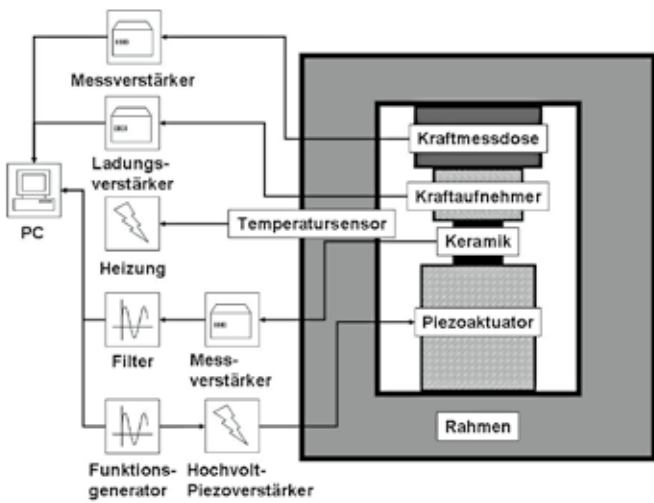 Messverstärker
Kraftmessdose
Ladungs-
verstärker
Kraftaufnehmer
PC
Temperatursensor
Keramik
Heizung
Piezoaktuator
Filter
Mess-
verstärker
Rahmen
Funktions-
generator
Hochvolt-
Piezoverstärker